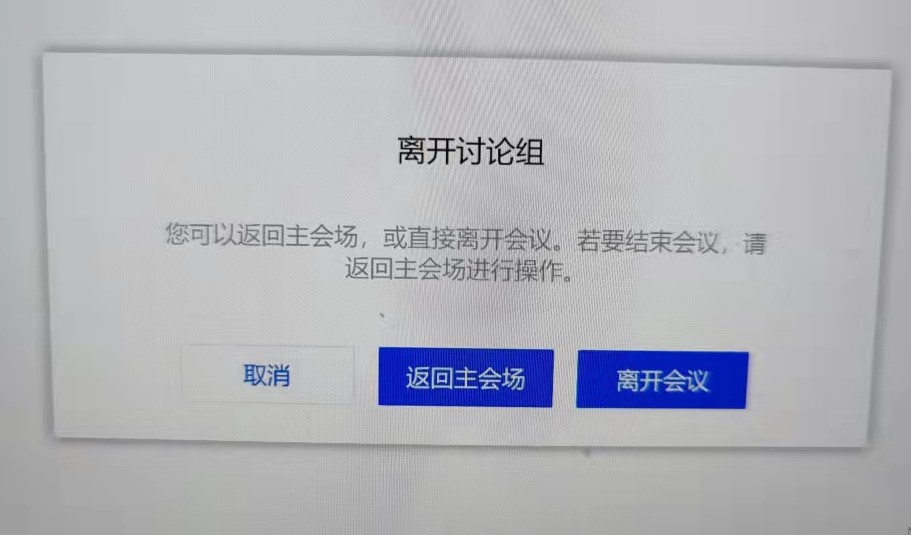 离开讨论组
您可以返回主会场，或直接离开会议。若要结束会议，请
返回主会场进行操作。
取消
返回主会场
离开会议